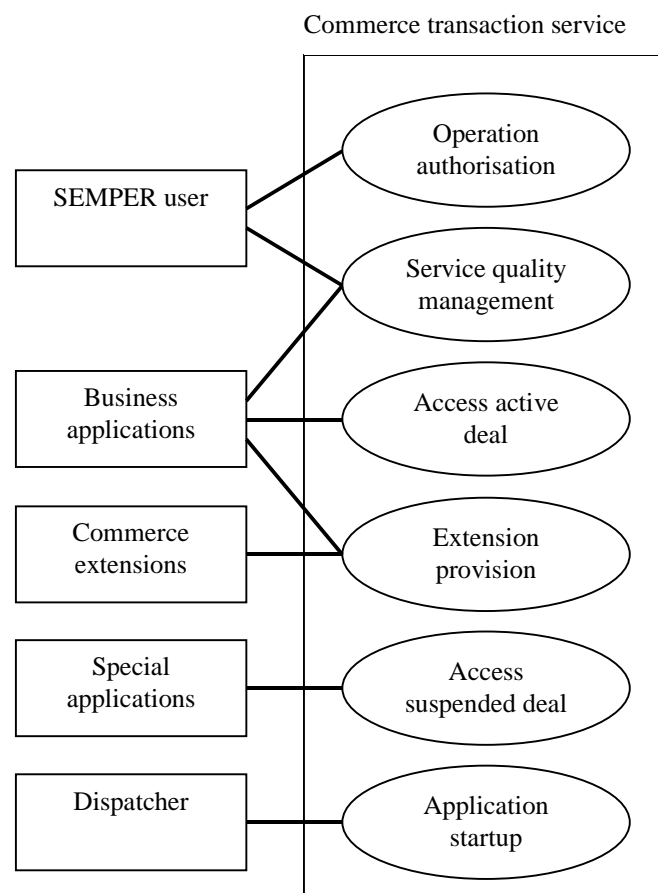 Commerce transaction service
Operation
authorisation
SEMPER user
Service quality
management
Business
applications
Access active
deal
Commerce
extensions
Extension
provision
Special
applications
Access
suspended deal
Dispatcher
Application
startup